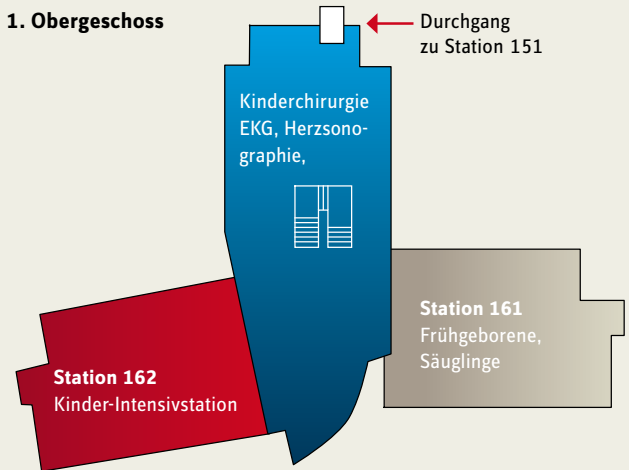 1. Obergeschoss
Durchgang
zu Station 151
Kinderchirurgie
EKG, Herzsono-
graphie,
Station 161
Frühgeborene,
Säuglinge
Station 162
Kinder-Intensivstation